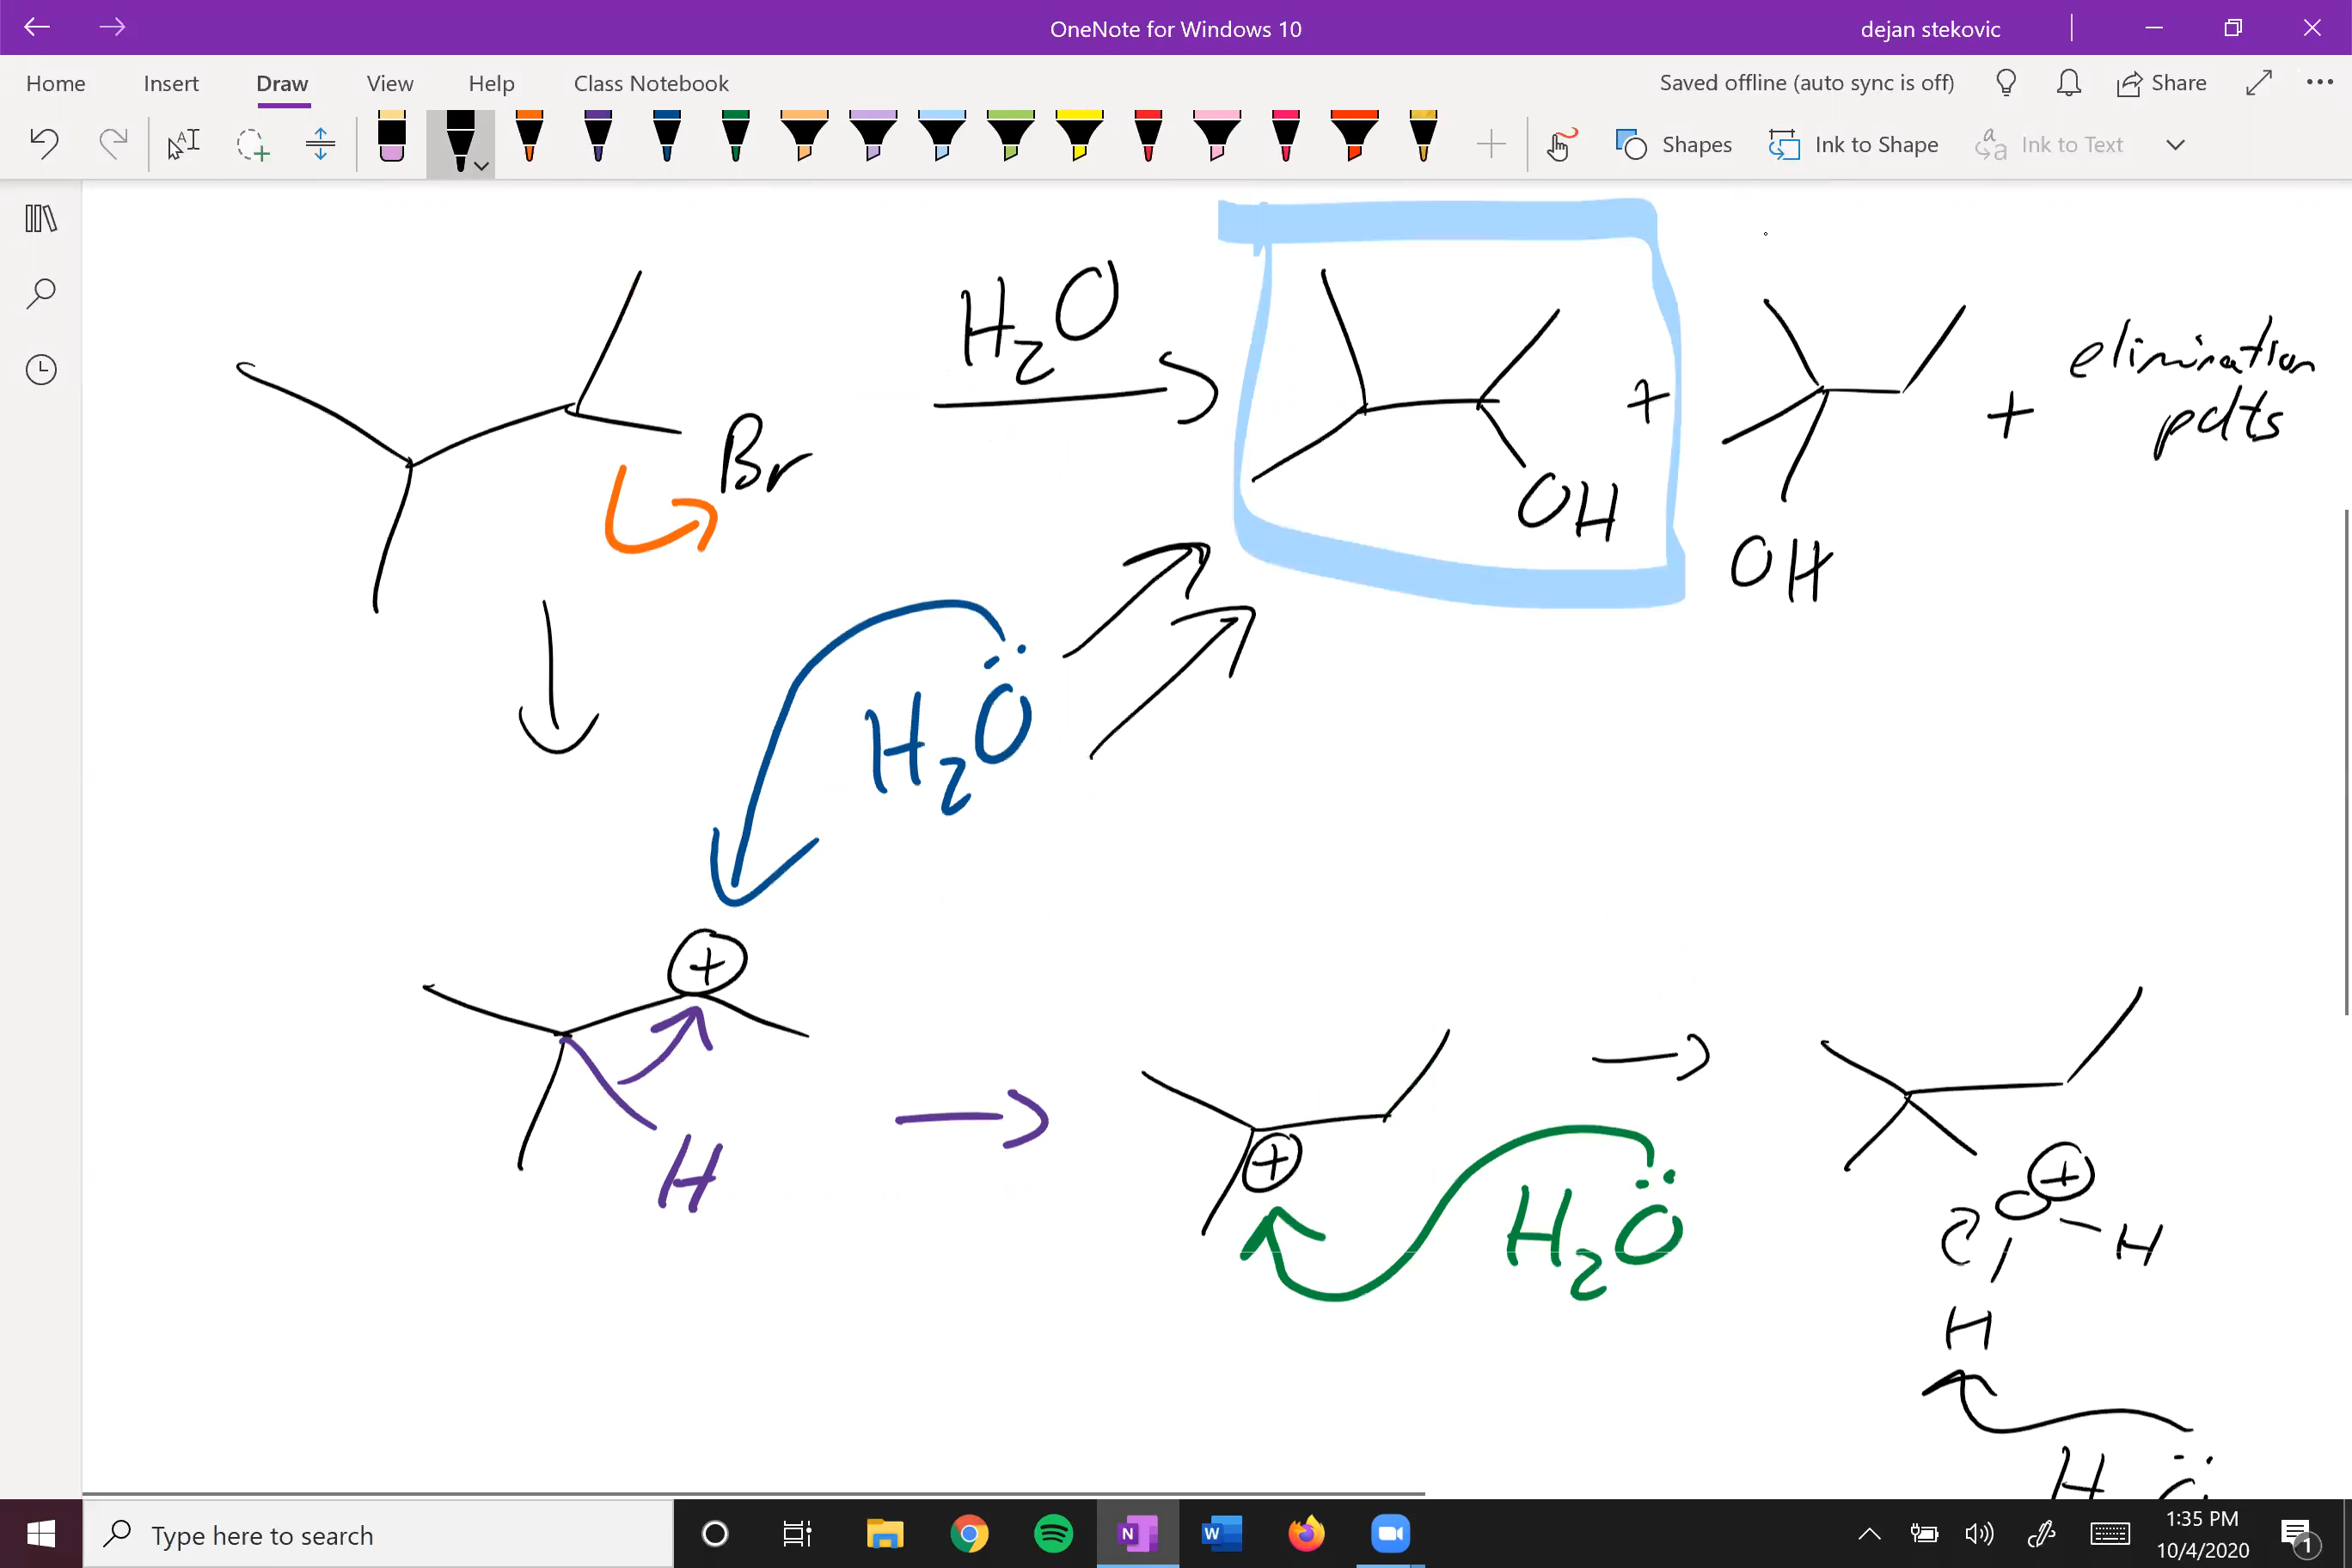 OneNote for Windows 10
dejan stekovic
Home Insert Draw View Help Class Notebook
Saved offline (auto sync is off) Share
Shapes Ink to Shape Ink to Text
H₂O
Br
OH
+
OH
+
elimination
pdts
H₂O
+
H
+
H₂O
+
O
H
H
H
Type here to search
1:35 PM
10/4/2020
1